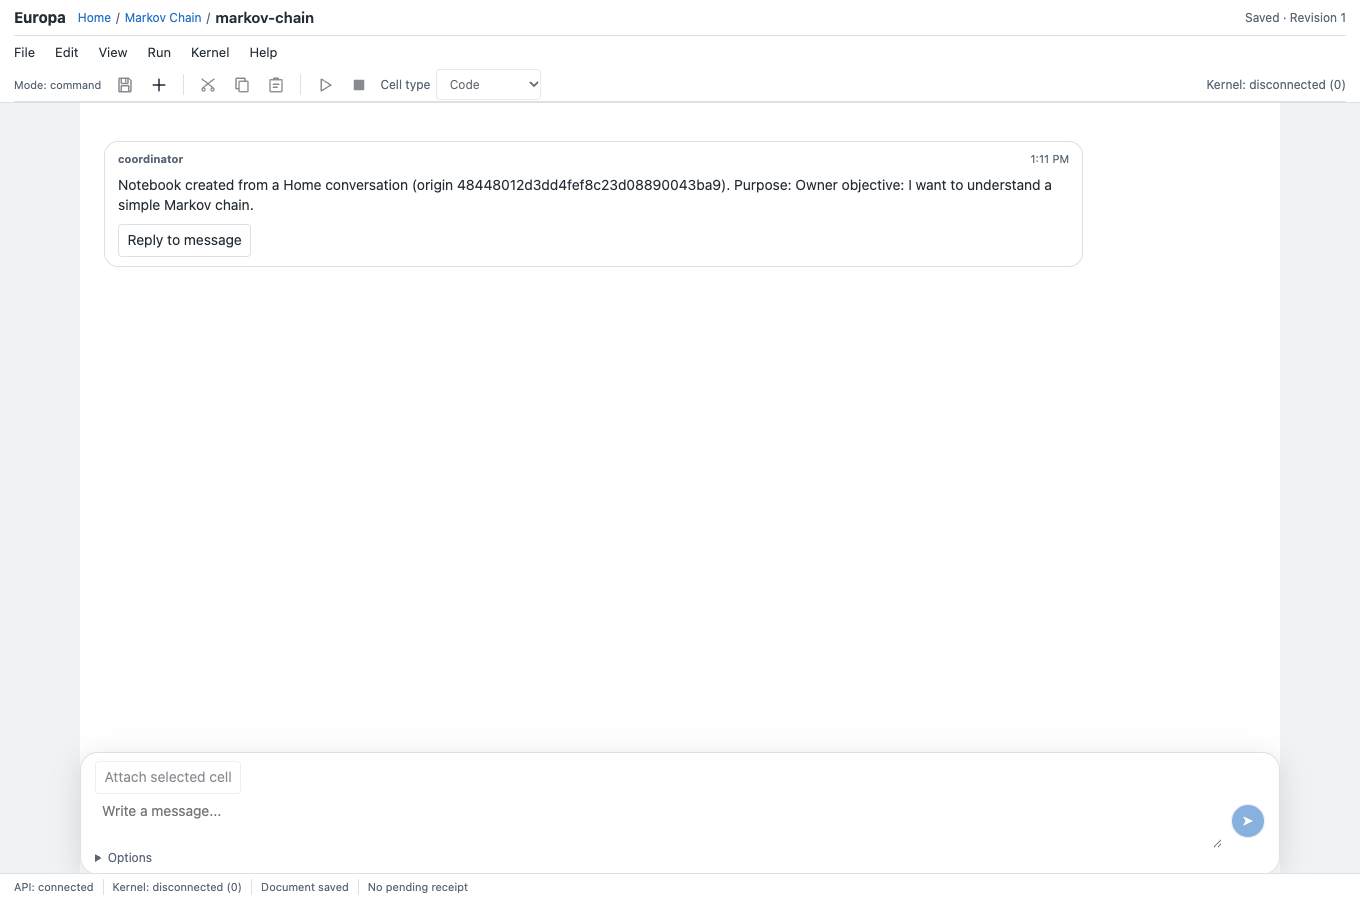 Europa Home / Markov Chain / markov-chain Saved · Revision 1
File Edit View Run Kernel Help
Mode: command Cell type Code Kernel: disconnected (0)
coordinator 1:11 PM
Notebook created from a Home conversation (origin 48448012d3dd4fef8c23d08890043ba9). Purpose: Owner objective: I want to understand a
simple Markov chain.
Reply to message
Attach selected cell
Write a message...
Options
API: connected Kernel: disconnected (0) Document saved No pending receipt